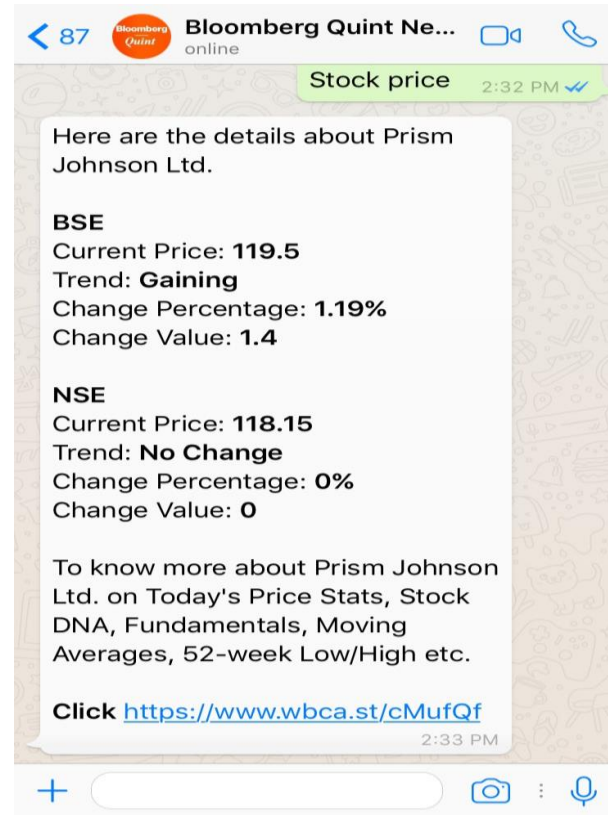 87
Bloomberg
Quint
Bloomberg Quint Ne...
online
Stock price 2:32 PM
Here are the details about Prism
Johnson Ltd.
BSE
Current Price: 119.5
Trend: Gaining
Change Percentage: 1.19%
Change Value: 1.4
NSE
Current Price: 118.15
Trend: No Change
Change Percentage: 0%
Change Value: 0
To know more about Prism Johnson
Ltd. on Today's Price Stats, Stock
DNA, Fundamentals, Moving
Averages, 52-week Low/High etc.
Click https://www.wbca.st/cMufQf
2:33 PM